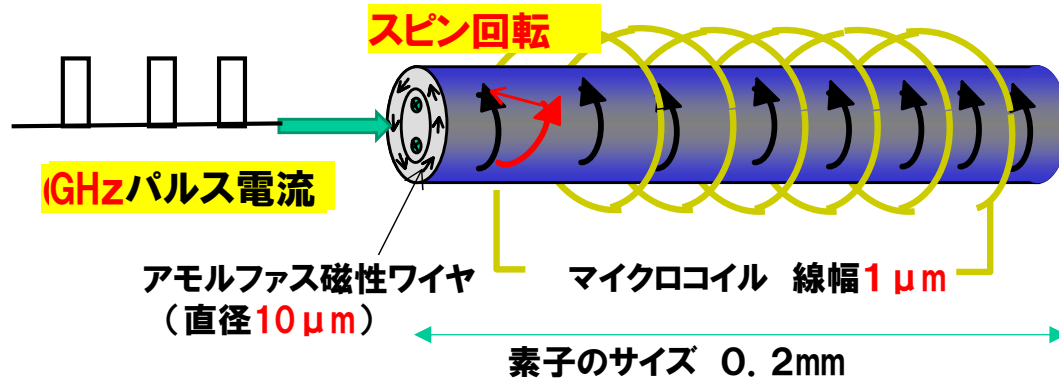 スピン回転
(GHzパルス電流
アモルファス磁性ワイヤ
（直径10μm）
マイクロコイル 線幅1μm
素子のサイズ 0.2mm